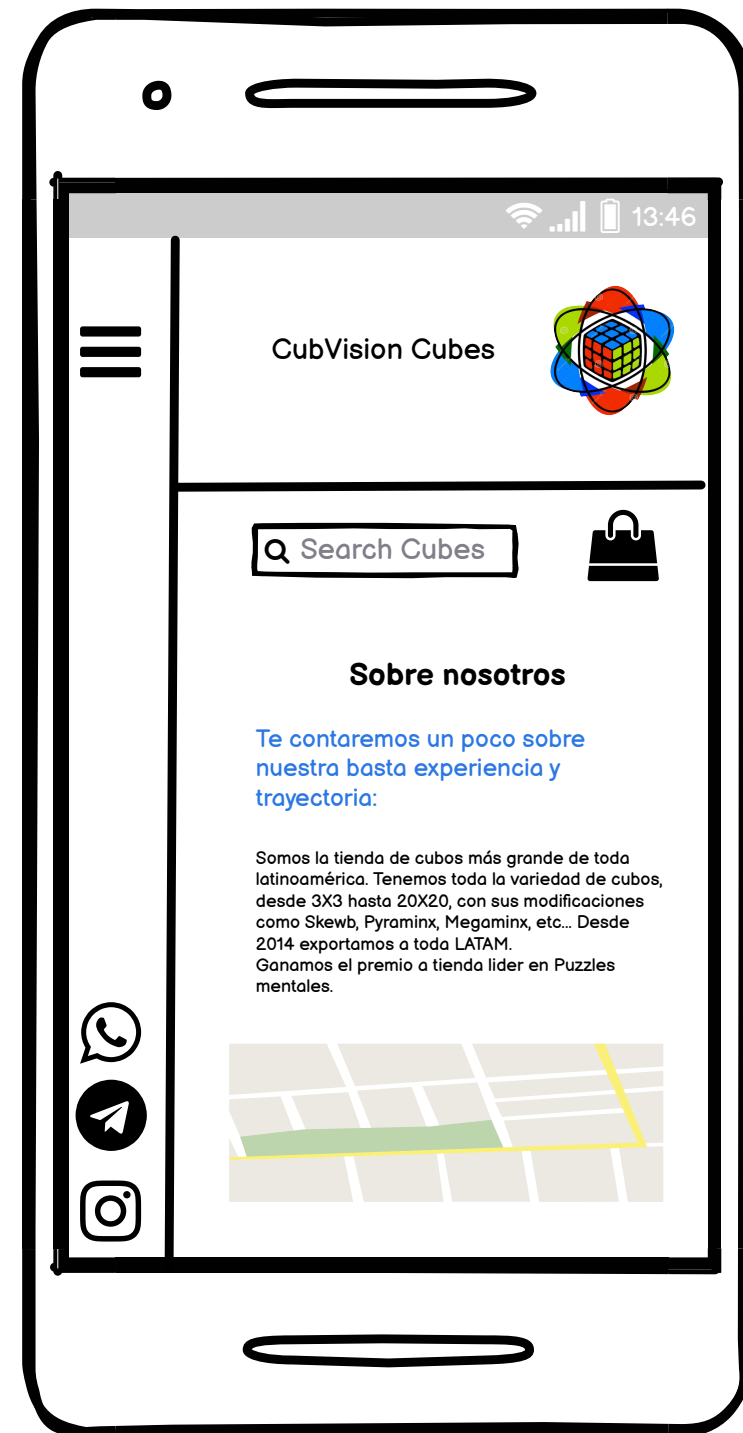 13:46
CubVision Cubes
Search Cubes
Sobre nosotros
Te contaremos un poco sobre
nuestra basta experiencia y
trayectoria:
Somos la tienda de cubos más grande de toda
latinoamérica. Tenemos toda la variedad de cubos,
desde 3X3 hasta 20X20, con sus modificaciones
como Skewb, Pyraminx, Megaminx, etc... Desde
2014 exportamos a toda LATAM.
Ganamos el premio a tienda lider en Puzzles
mentales.